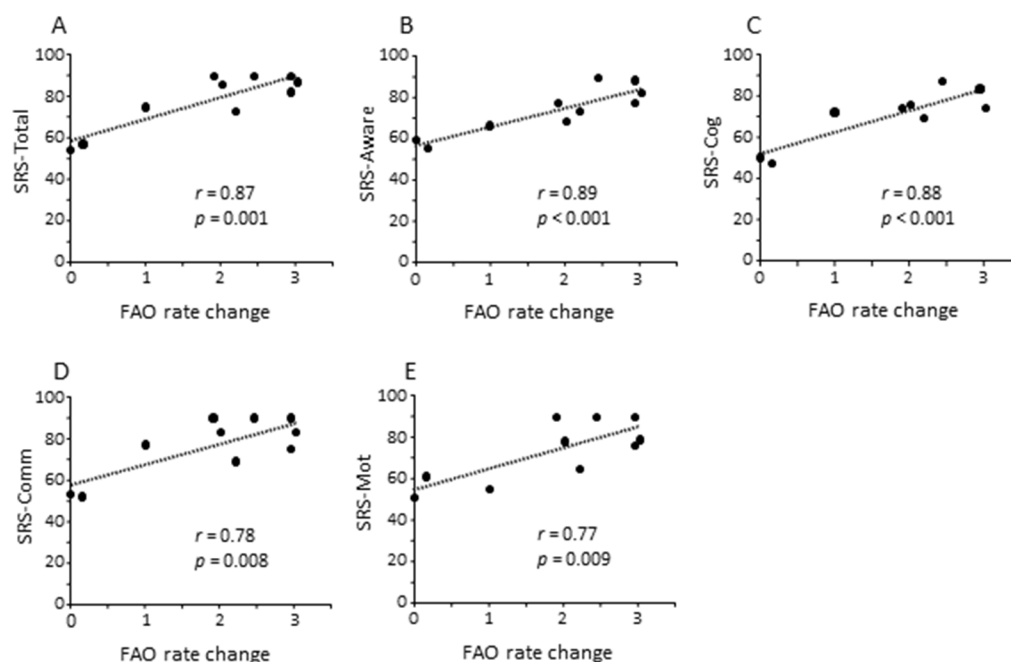 A
SRS-Total
100
80
60
40
20
0
r = 0.87
p = 0.001
0 1 2 3
FAO rate change
B
SRS-Aware
100
80
60
40
20
0
r = 0.89
p < 0.001
0 1 2 3
FAO rate change
C
SRS-Cog
100
80
60
40
20
0
r = 0.88
p < 0.001
0 1 2 3
FAO rate change
D
SRS-Comm
100
80
60
40
20
0
r = 0.78
p = 0.008
0 1 2 3
FAO rate change
E
SRS-Mot
100
80
60
40
20
0
r = 0.77
p = 0.009
0 1 2 3
FAO rate change